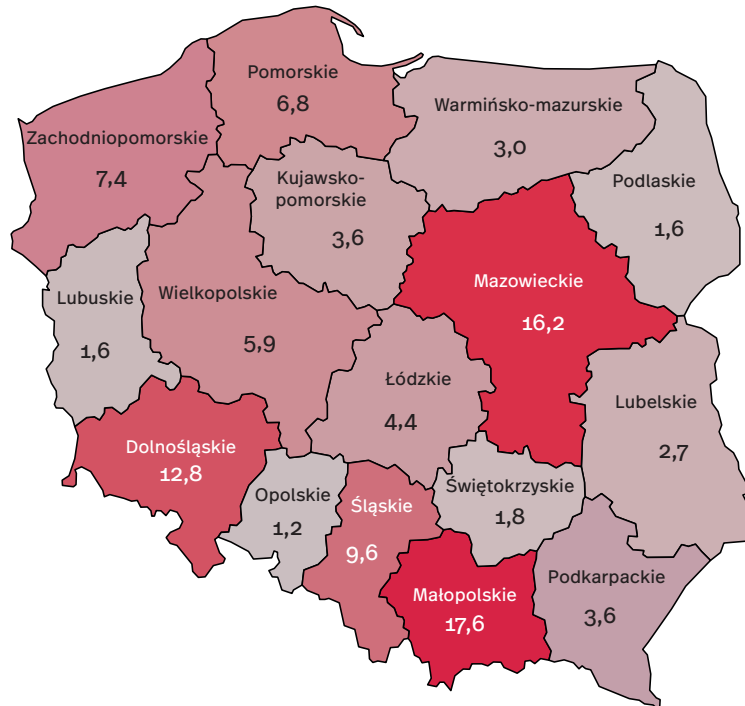 Pomorskie
6,8
Warmińsko-mazurskie
3,0
Zachodniopomorskie
7,4
Kujawsko-
pomorskie
3,6
Podlaskie
1,6
Mazowieckie
16,2
Lubuskie
1,6
Wielkopolskie
5,9
Łódzkie
4,4
Lubelskie
2,7
Dolnośląskie
12,8
Opolskie
1,2
Śląskie
9,6
Świętokrzyskie
1,8
Małopolskie
17,6
Podkarpackie
3,6